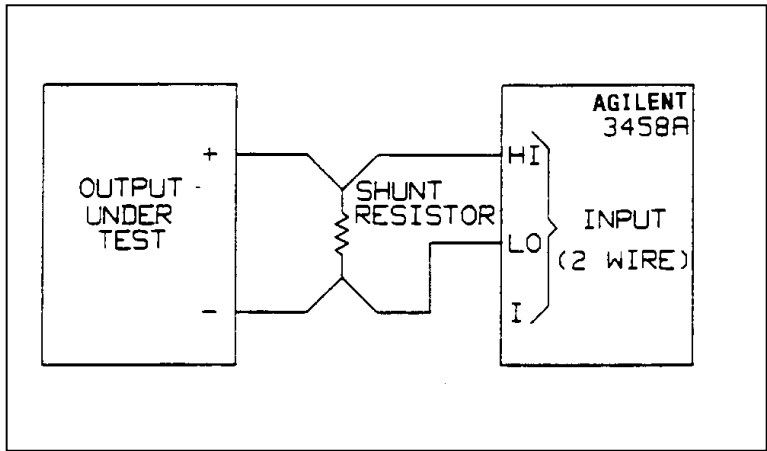 OUTPUT
UNDER
TEST
+
-
SHUNT
RESISTOR
AGILENT
3458A
HI
LO
I
INPUT
(2 WIRE)